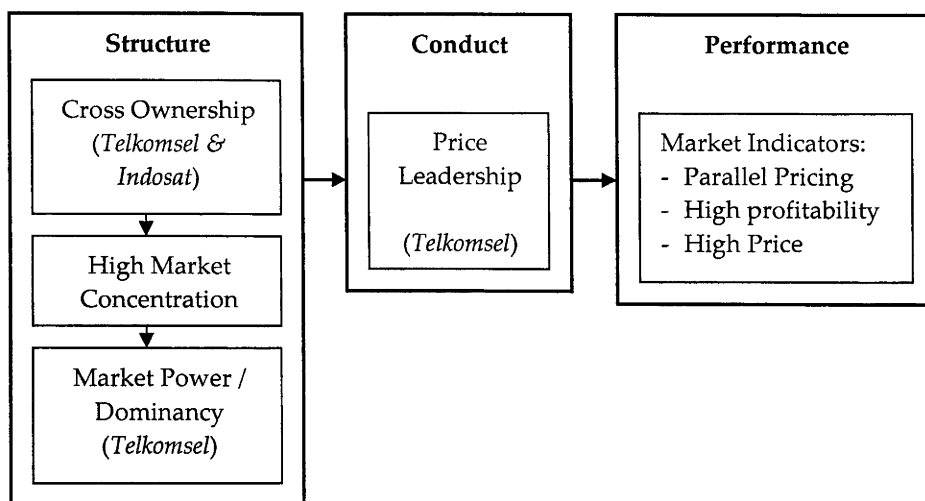 Structure
Cross Ownership
(Telkomsel &
Indosat)
High Market
Concentration
Market Power /
Dominancy
(Telkomsel)
Conduct
Price
Leadership
(Telkomsel)
Performance
Market Indicators:
- Parallel Pricing
- High profitability
- High Price